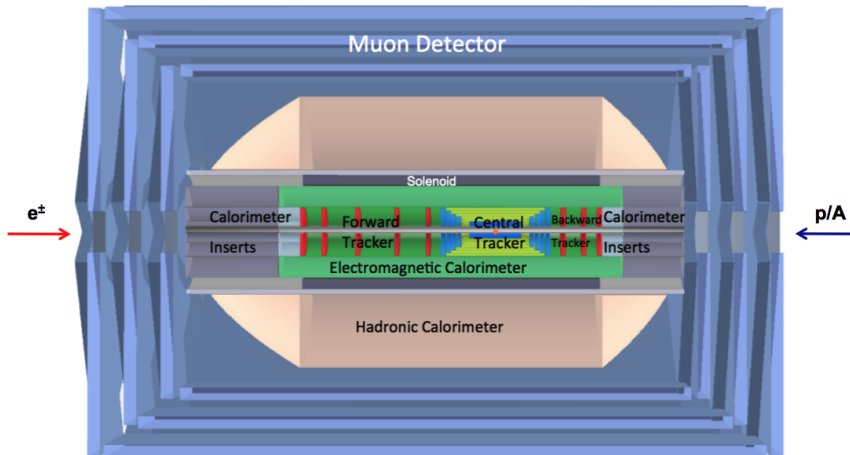 Muon Detector
Solenoid
e±
p/A
Calorimeter
Forward
Central
Backward
Calorimeter
Inserts
Tracker
Tracker
Tracker
Inserts
Electromagnetic Calorimeter
Hadronic Calorimeter